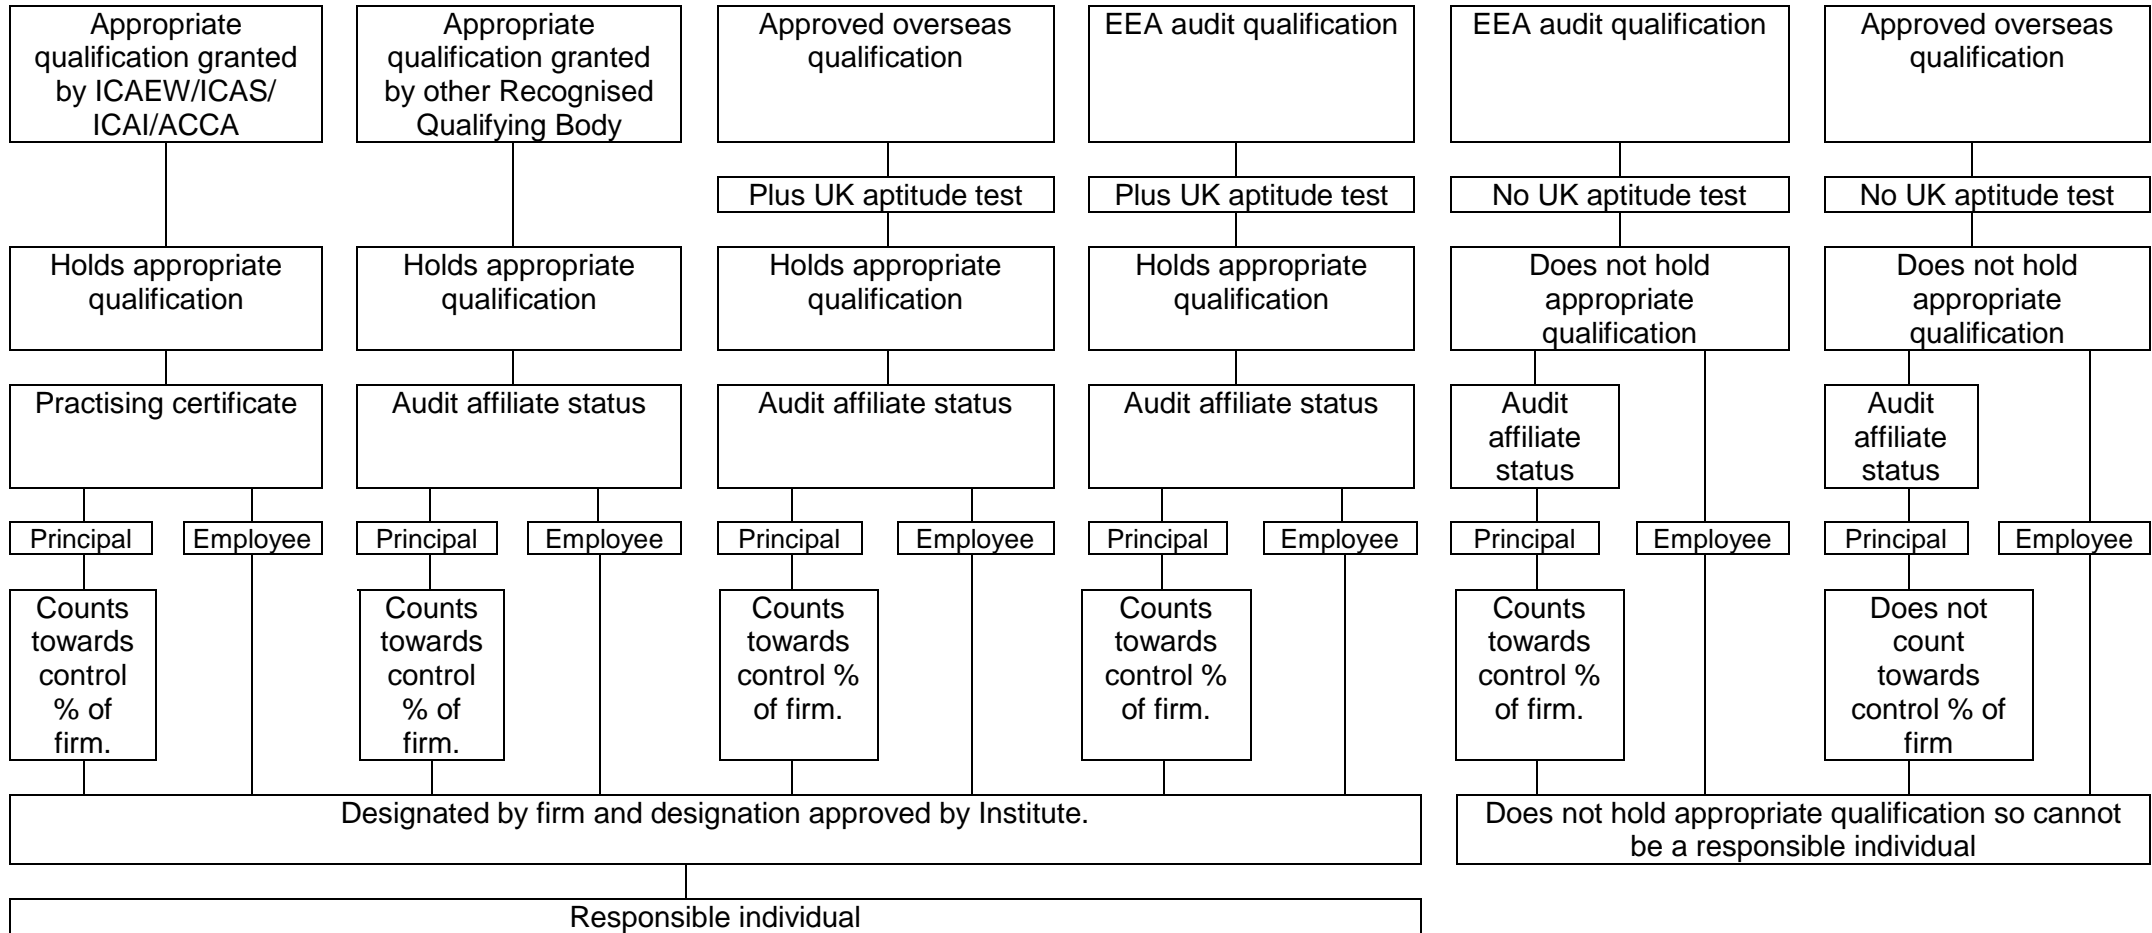 Appropriate
qualification granted
by ICAEW/ICAS/
ICAI/ACCA
Appropriate
qualification granted
by other Recognised
Qualifying Body
Approved overseas
qualification
EEA audit qualification
EEA audit qualification
Approved overseas
qualification
Plus UK aptitude test
Plus UK aptitude test
No UK aptitude test
No UK aptitude test
Holds appropriate
qualification
Holds appropriate
qualification
Holds appropriate
qualification
Holds appropriate
qualification
Does not hold
appropriate
qualification
Does not hold
appropriate
qualification
Practising certificate
Audit affiliate status
Audit affiliate status
Audit affiliate status
Audit
affiliate
status
Audit
affiliate
status
Principal
Employee
Principal
Employee
Principal
Employee
Principal
Employee
Principal
Employee
Principal
Employee
Counts
towards
control
% of
firm.
Counts
towards
control
% of
firm.
Counts
towards
control %
of firm.
Counts
towards
control %
of firm.
Counts
towards
control %
of firm.
Does not
count
towards
control % of
firm
Designated by firm and designation approved by Institute.
Does not hold appropriate qualification so cannot
be a responsible individual
Responsible individual